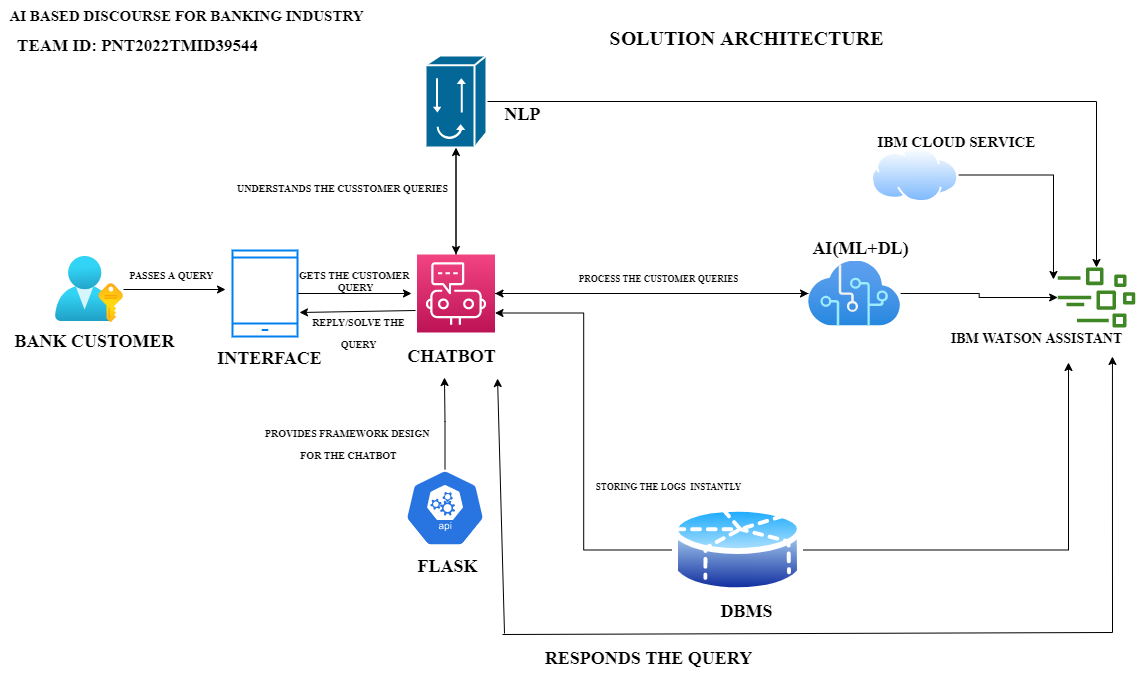 AI BASED DISCOURSE FOR BANKING INDUSTRY
TEAM ID: PNT2022TMID39544
SOLUTION ARCHITECTURE
NLP
IBM CLOUD SERVICE
UNDERSTANDS THE CUSSTOMER QUERIES
AI(ML+DL)
PASSES A QUERY
GETS THE CUSTOMER
QUERY
PROCESS THE CUSTOMER QUERIES
REPLY/SOLVE THE
QUERY
BANK CUSTOMER
INTERFACE
CHATBOT
IBM WATSON ASSISTANT
PROVIDES FRAMEWORK DESIGN
FOR THE CHATBOT
STORING THE LOGS INSTANTLY
api
FLASK
DBMS
RESPONDS THE QUERY